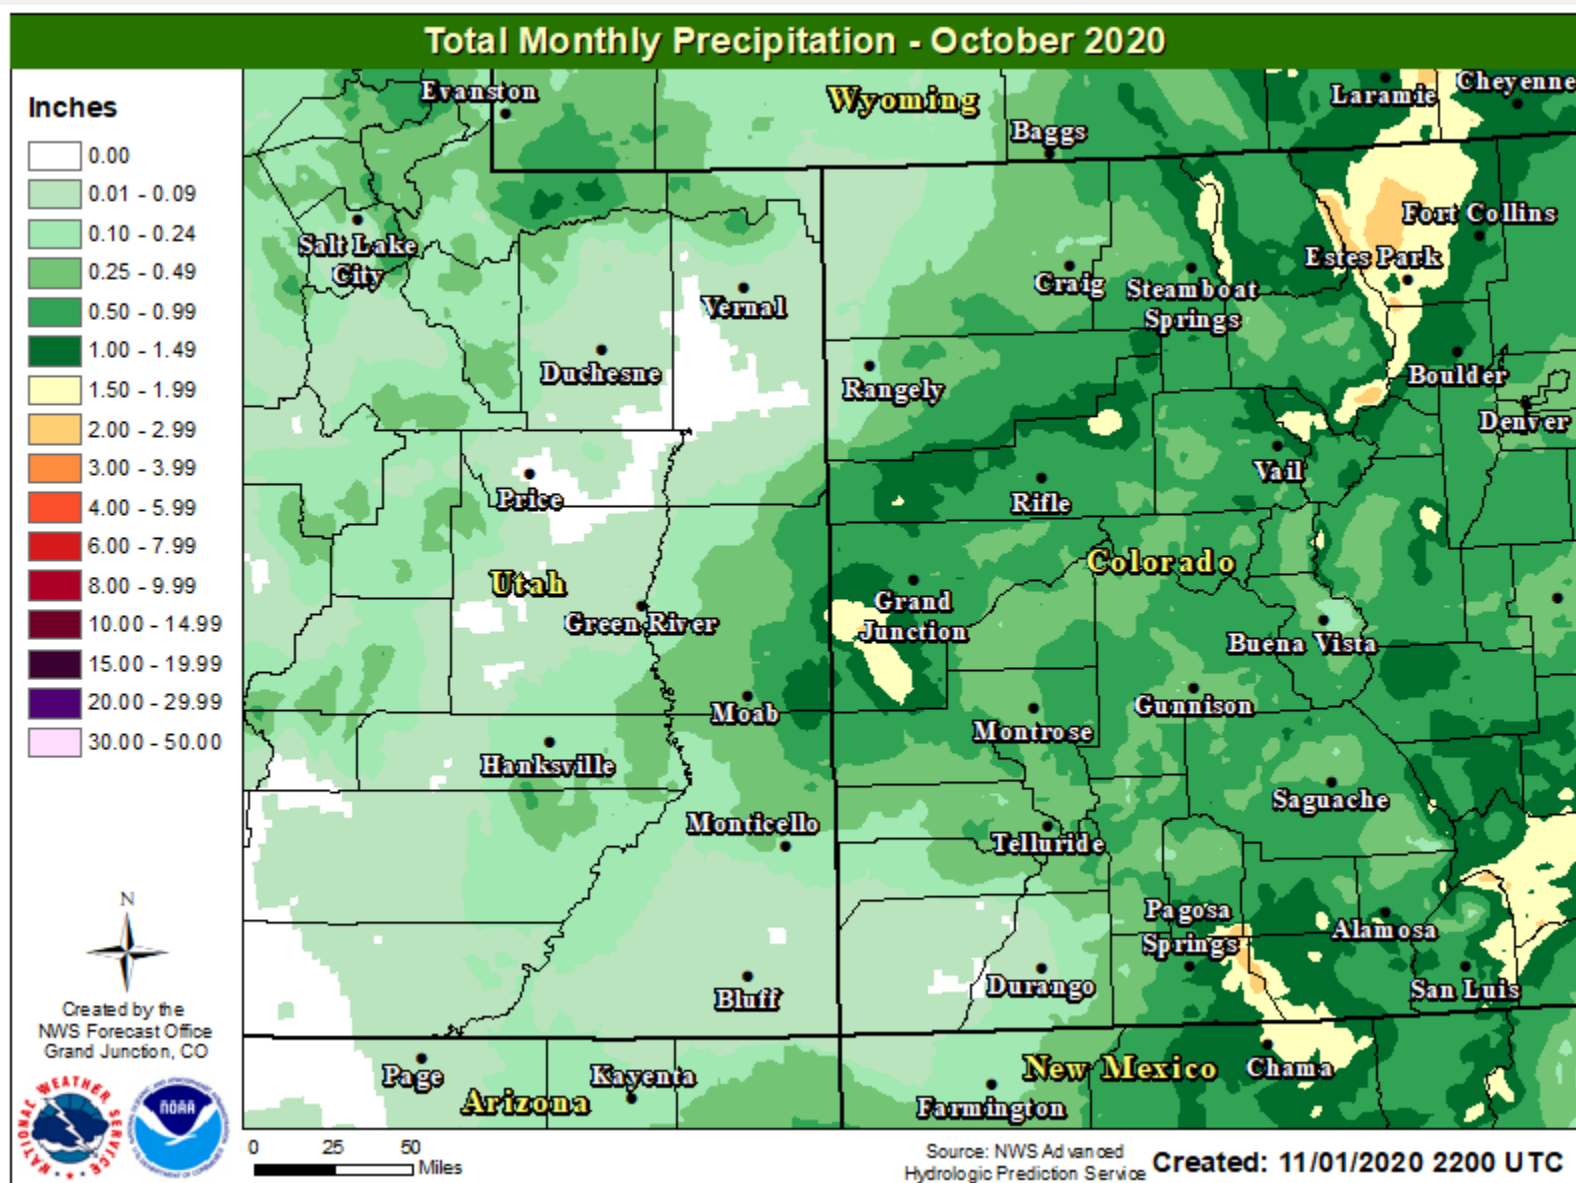 Total Monthly Precipitation - October 2020
Inches
0.00
0.01 - 0.09
0.10 - 0.24
0.25 - 0.49
0.50 - 0.99
1.00 - 1.49
1.50 - 1.99
2.00 - 2.99
3.00 - 3.99
4.00 - 5.99
6.00 - 7.99
8.00 - 9.99
10.00 - 14.99
15.00 - 19.99
20.00 - 29.99
30.00 - 50.00
Evanston
Wyoming
Baggs
Laramie
Cheyenne
Salt Lake
City
Vernal
Craig
Steamboat
Springs
Estes Park
Fort Collins
Duchesne
Rangely
Boulder
Denver
Price
Rifle
Vail
Utah
Colorado
Green River
Grand
Junction
Buena Vista
Moab
Montrose
Gunnison
Hanksville
Saguache
Monticello
Telluride
Pagosa
Springs
Alamosa
Bluff
Durango
San Luis
Page
Kayenta
Arizona
New Mexico
Chama
Farmington
N
Created by the
NWS Forecast Office
Grand Junction, CO
NATIONAL WEATHER SERVICE
NOAA
0 25 50
Miles
Source: NWS Advanced
Hydrologic Prediction Service
Created: 11/01/2020 2200 UTC